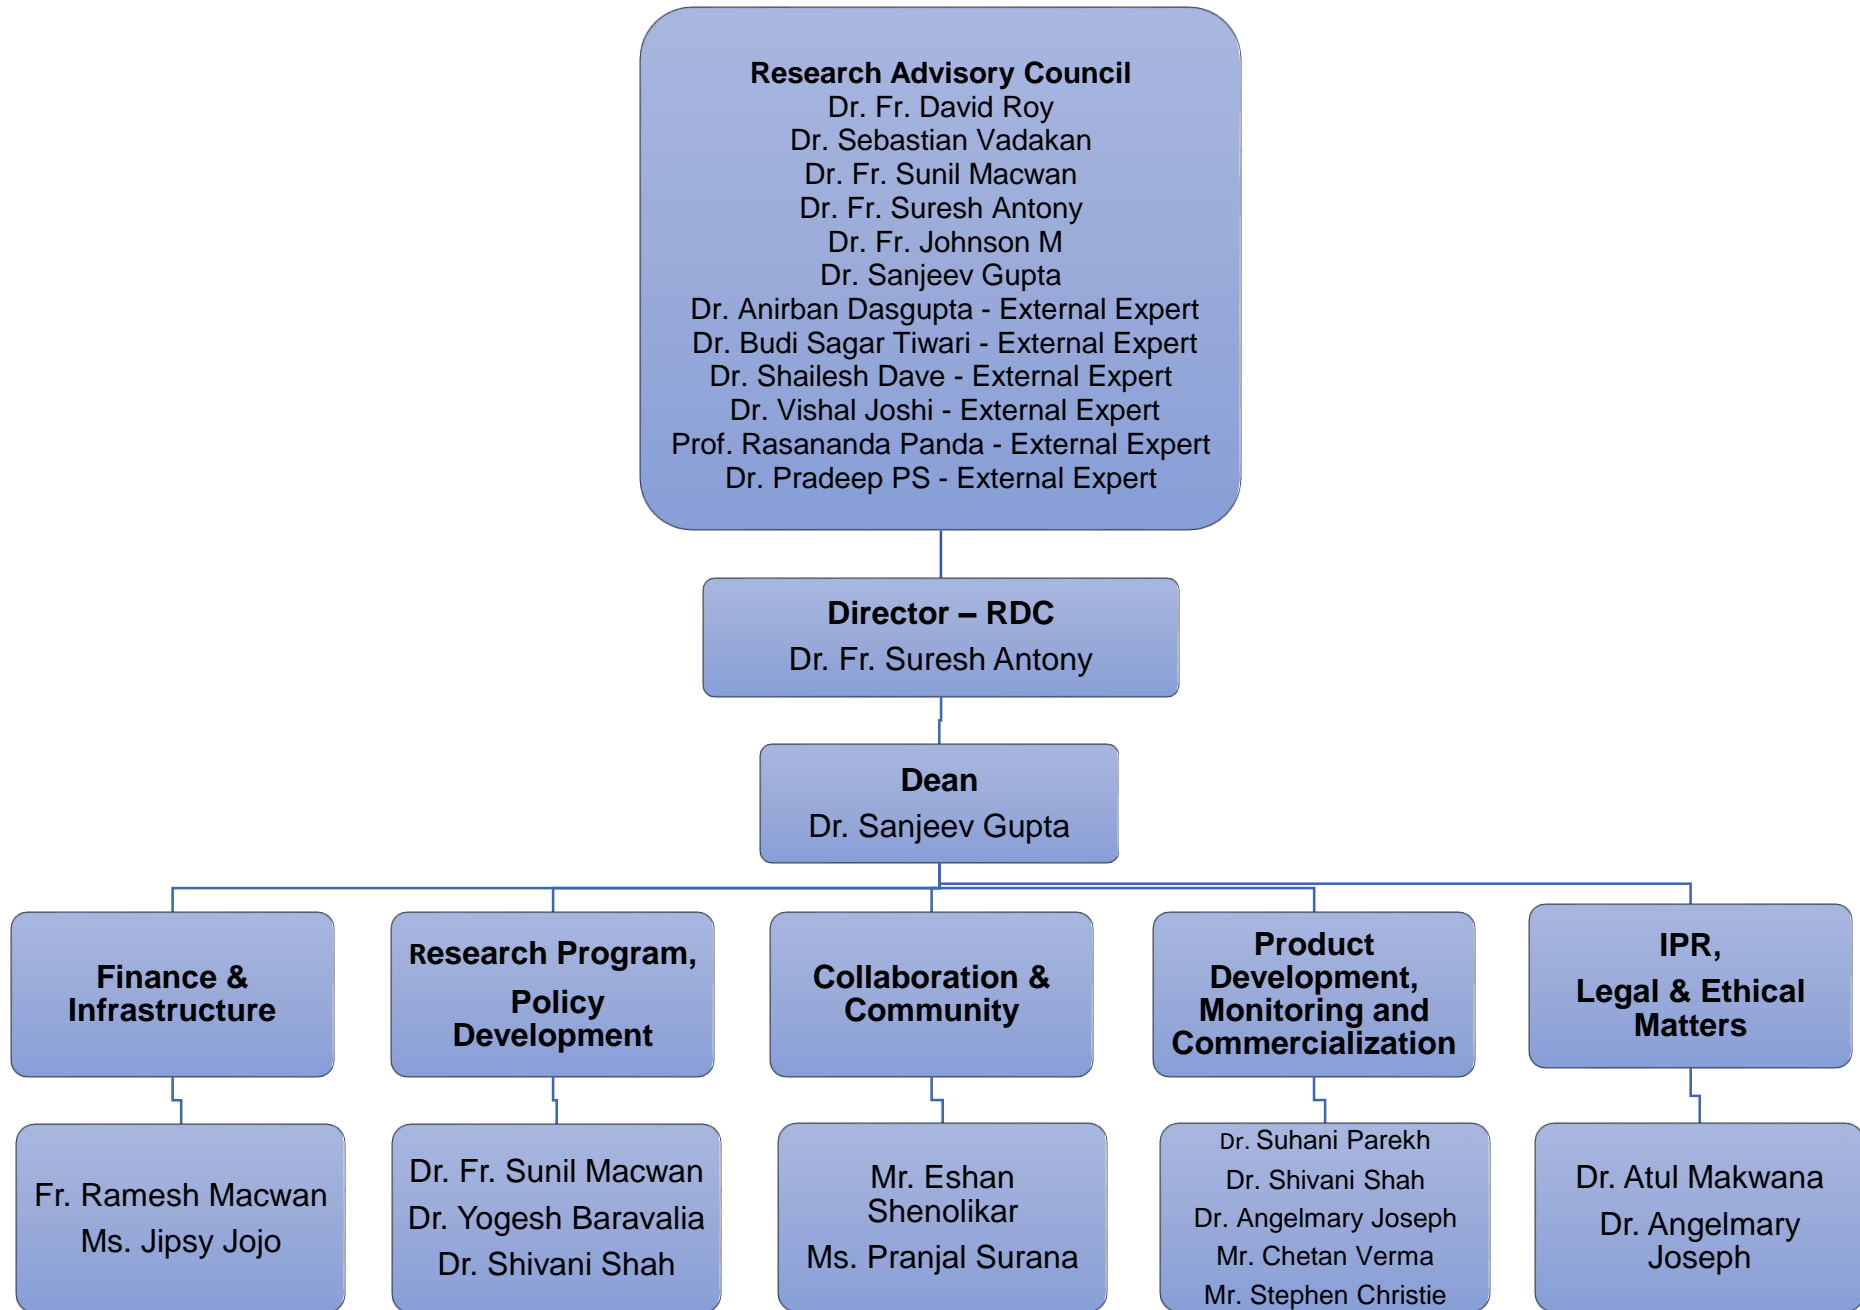 Research Advisory Council
Dr. Fr. David Roy
Dr. Sebastian Vadakan
Dr. Fr. Sunil Macwan
Dr. Fr. Suresh Antony
Dr. Fr. Johnson M
Dr. Sanjeev Gupta
Dr. Anirban Dasgupta - External Expert
Dr. Budi Sagar Tiwari - External Expert
Dr. Shailesh Dave - External Expert
Dr. Vishal Joshi - External Expert
Prof. Rasananda Panda - External Expert
Dr. Pradeep PS - External Expert
Director – RDC
Dr. Fr. Suresh Antony
Dean
Dr. Sanjeev Gupta
Finance &
Infrastructure
Research Program,
Policy
Development
Collaboration &
Community
Product
Development,
Monitoring and
Commercialization
IPR,
Legal & Ethical
Matters
Fr. Ramesh Macwan
Ms. Jipsy Jojo
Dr. Fr. Sunil Macwan
Dr. Yogesh Baravalia
Dr. Shivani Shah
Mr. Eshan
Shenolikar
Ms. Pranjal Surana
Dr. Suhani Parekh
Dr. Shivani Shah
Dr. Angelmary Joseph
Mr. Chetan Verma
Mr. Stephen Christie
Dr. Atul Makwana
Dr. Angelmary
Joseph